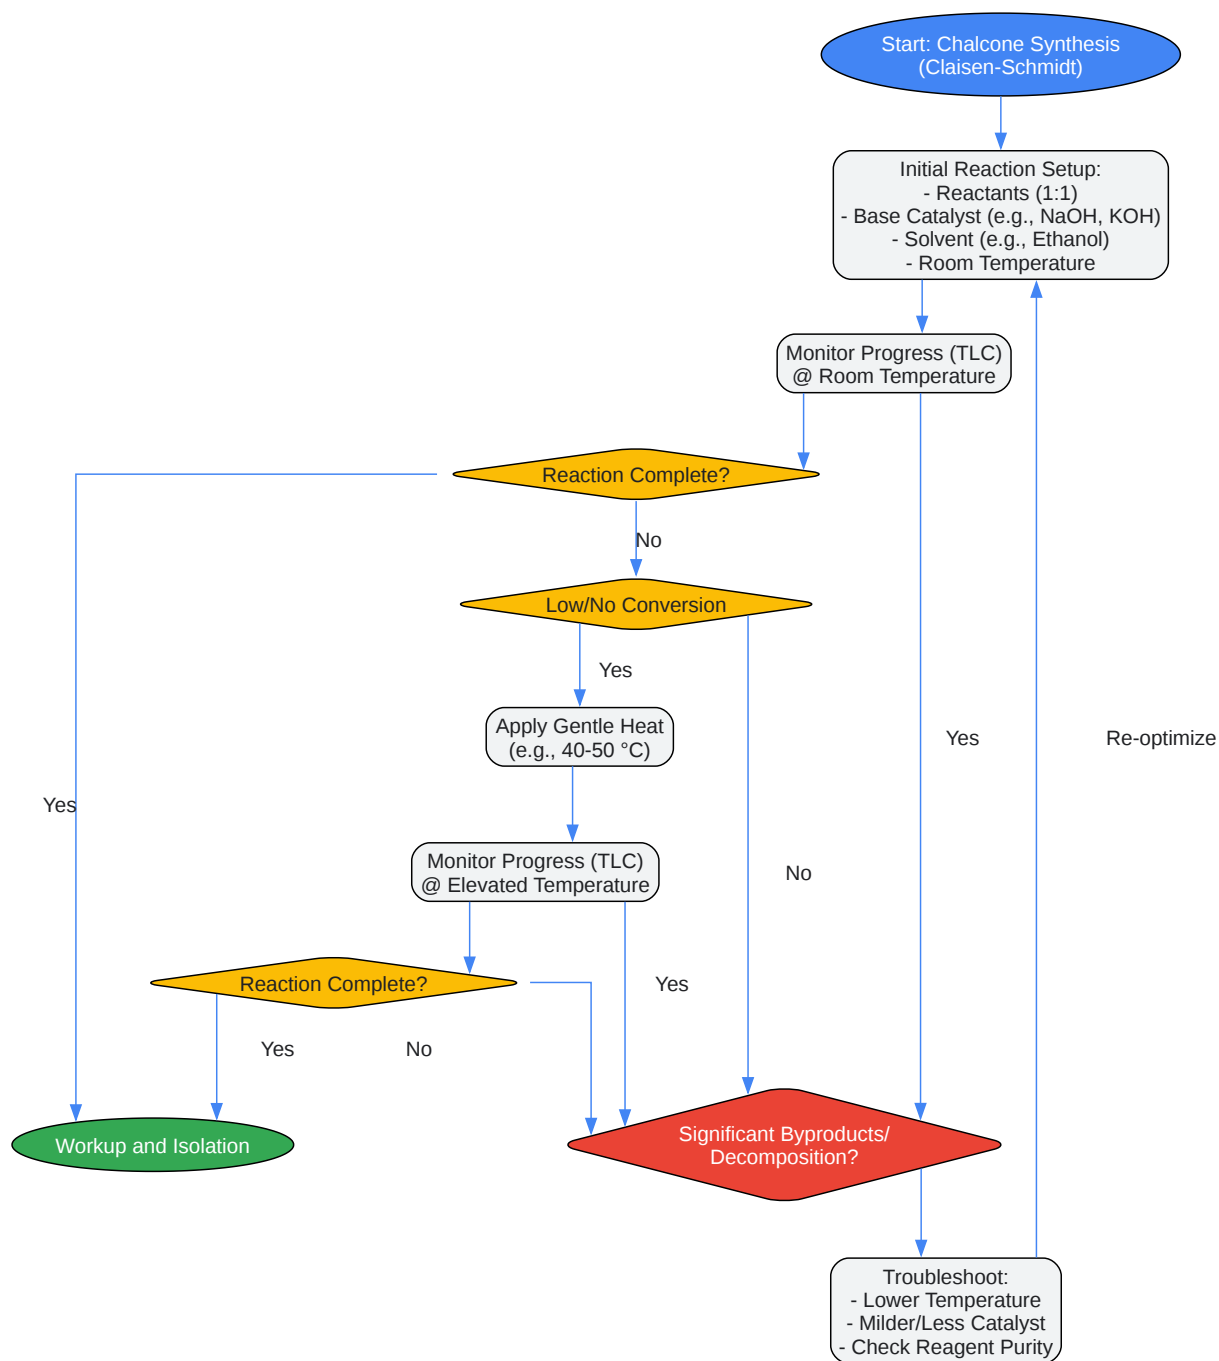 Start: Chalcone Synthesis
(Claisen-Schmidt)
Initial Reaction Setup:
- Reactants (1:1)
- Base Catalyst (e.g., NaOH, KOH)
- Solvent (e.g., Ethanol)
- Room Temperature
Monitor Progress (TLC)
@ Room Temperature
Reaction Complete?
No
Low/No Conversion
Yes
Apply Gentle Heat
(e.g., 40-50 °C)
Yes
Re-optimize
Yes
Monitor Progress (TLC)
@ Elevated Temperature
No
Reaction Complete?
Yes
Yes
No
Workup and Isolation
Significant Byproducts/
Decomposition?
Troubleshoot:
- Lower Temperature
- Milder/Less Catalyst
- Check Reagent Purity